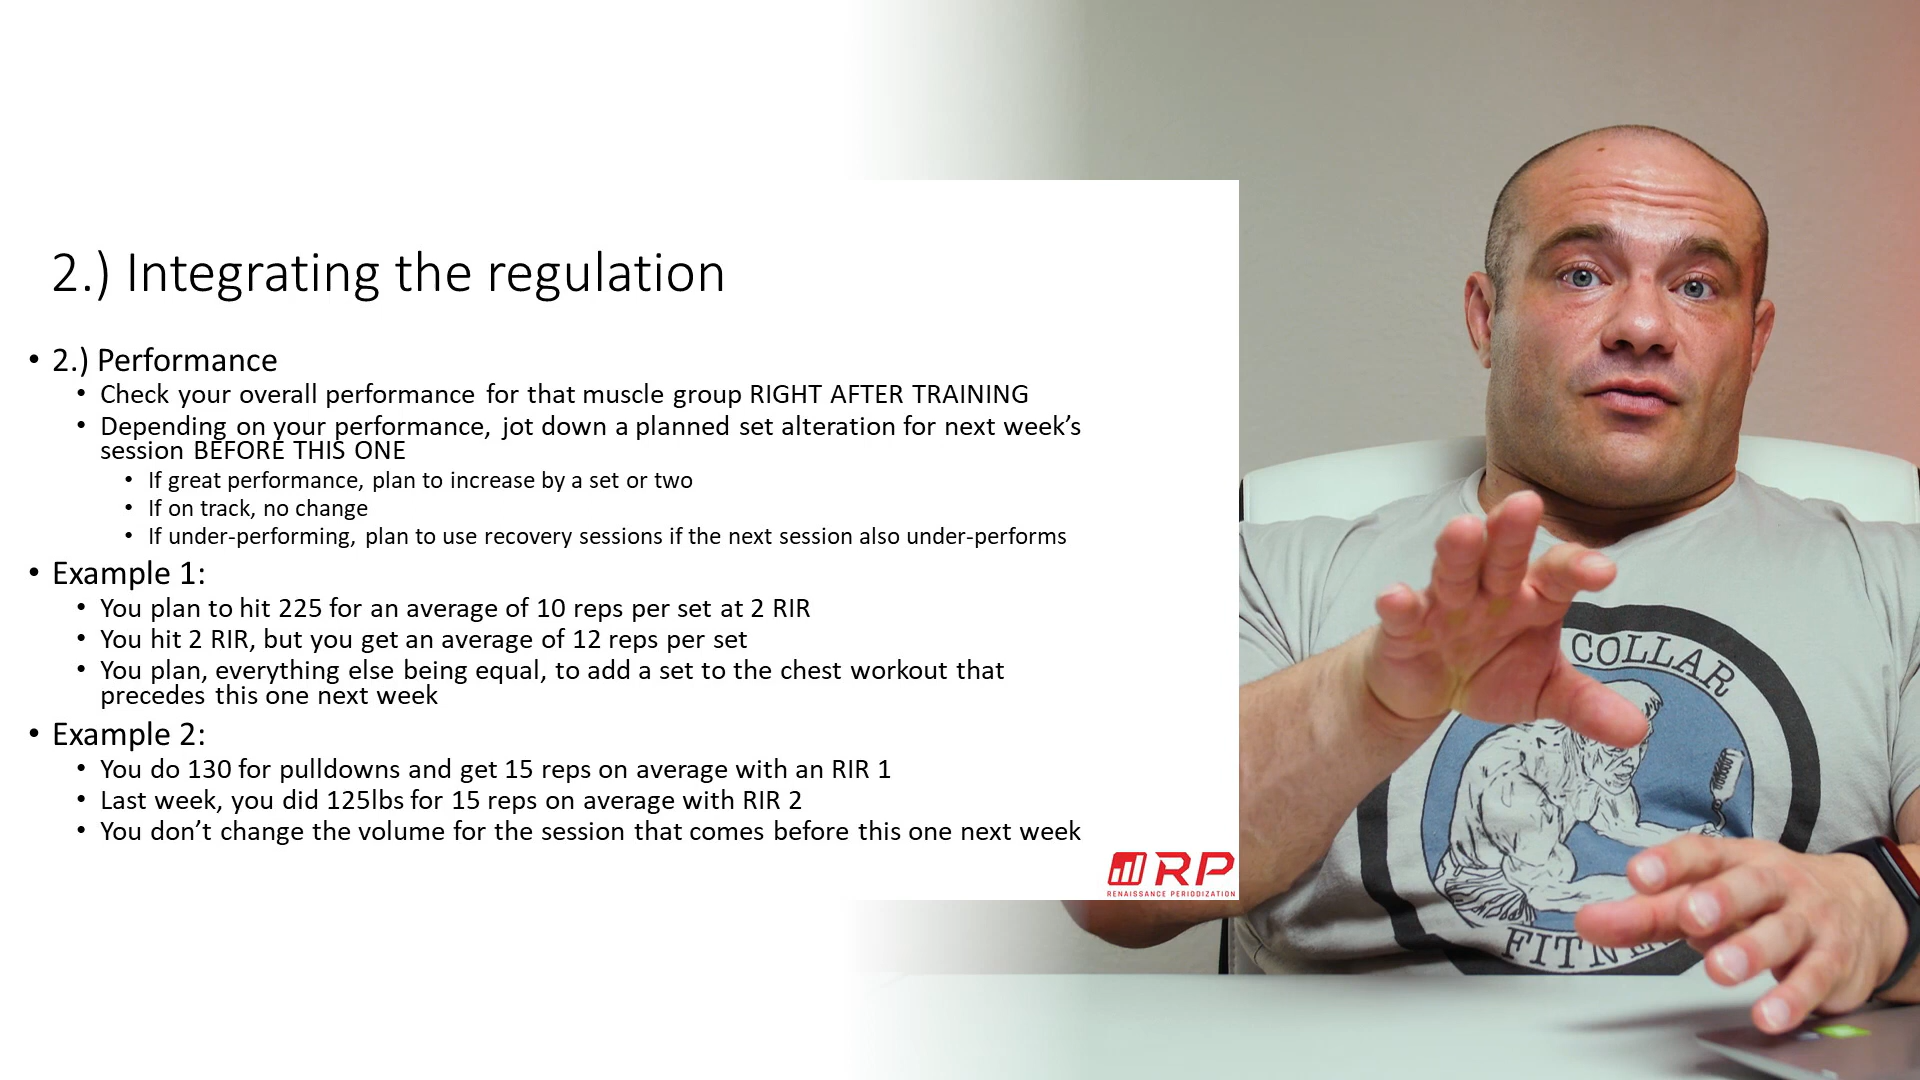 2.) Integrating the regulation
• 2.) Performance
• Check your overall performance for that muscle group RIGHT AFTER TRAINING
• Depending on your performance, jot down a planned set alteration for next week’s
session BEFORE THIS ONE
• If great performance, plan to increase by a set or two
• If on track, no change
• If under-performing, plan to use recovery sessions if the next session also under-performs
• Example 1:
• You plan to hit 225 for an average of 10 reps per set at 2 RIR
• You hit 2 RIR, but you get an average of 12 reps per set
• You plan, everything else being equal, to add a set to the chest workout that
precedes this one next week
• Example 2:
• You do 130 for pulldowns and get 15 reps on average with an RIR 1
• Last week, you did 125lbs for 15 reps on average with RIR 2
• You don’t change the volume for the session that comes before this one next week
RP
RENAISSANCE PERIODIZATION
COLLAR